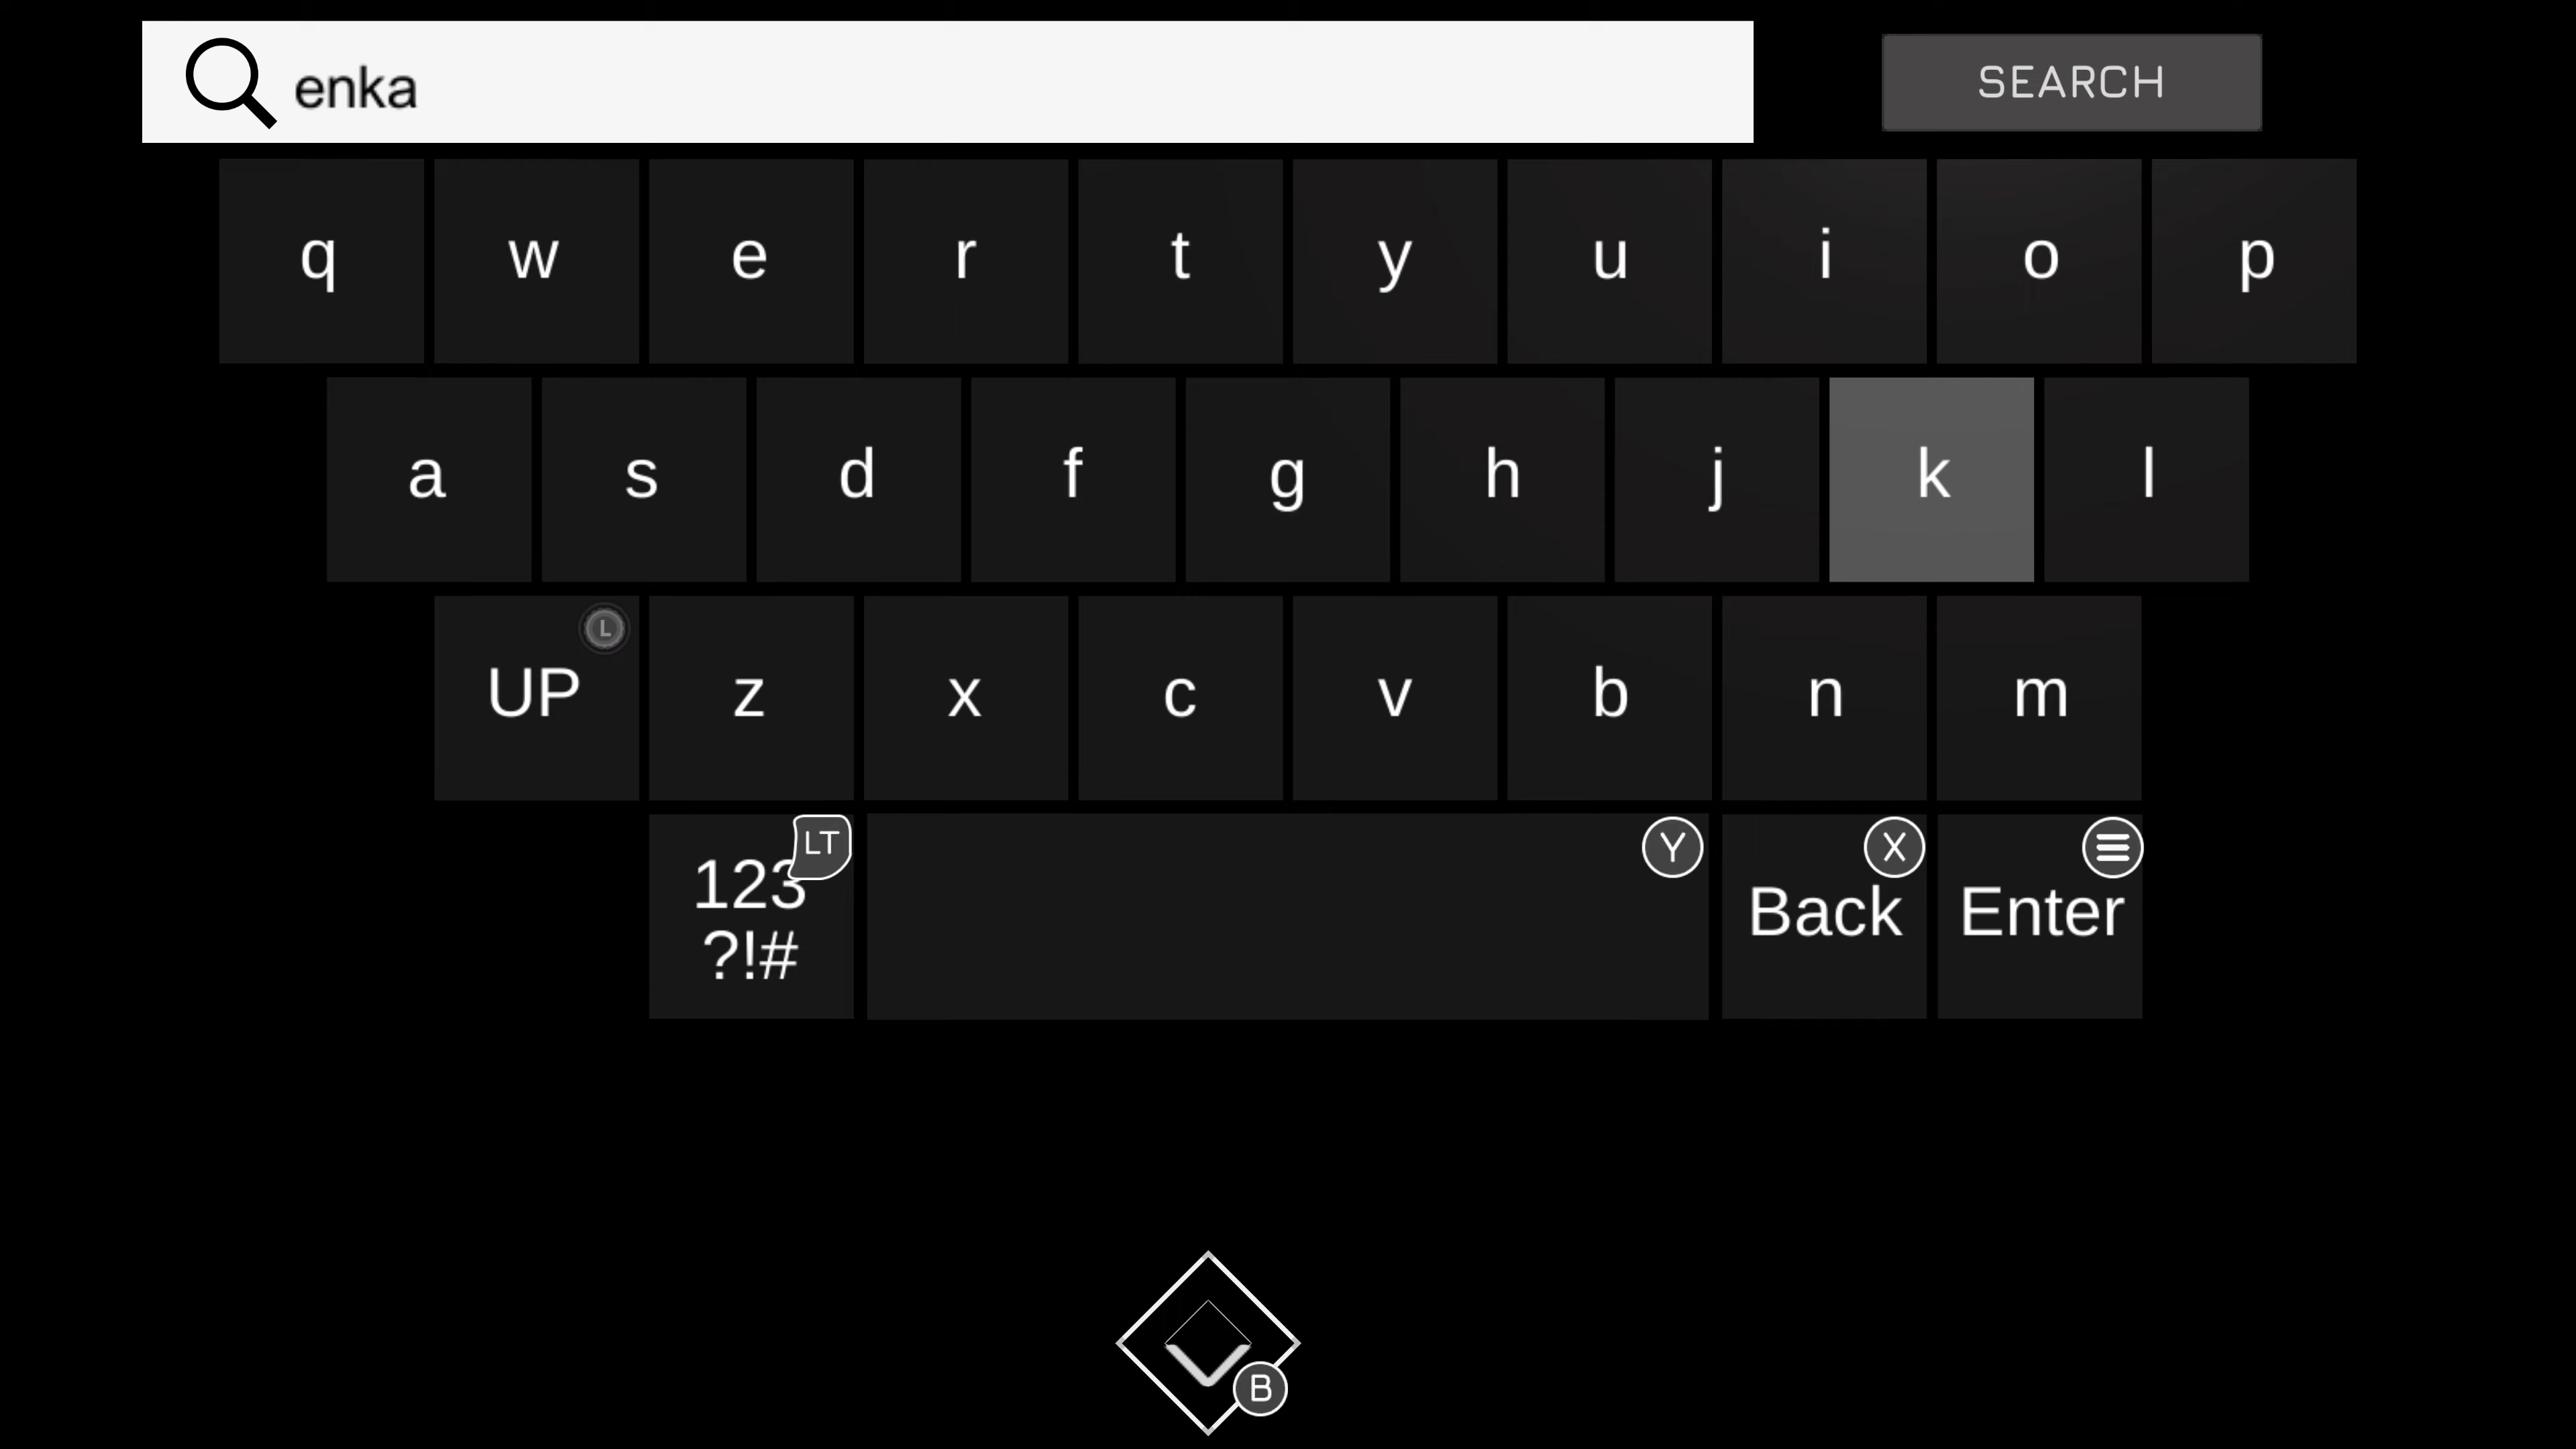 enka
SEARCH
q w e r t y u i o p
a s d f g h j k l
L
UP z x c v b n m
LT Y X
123
?!#
Back Enter
B